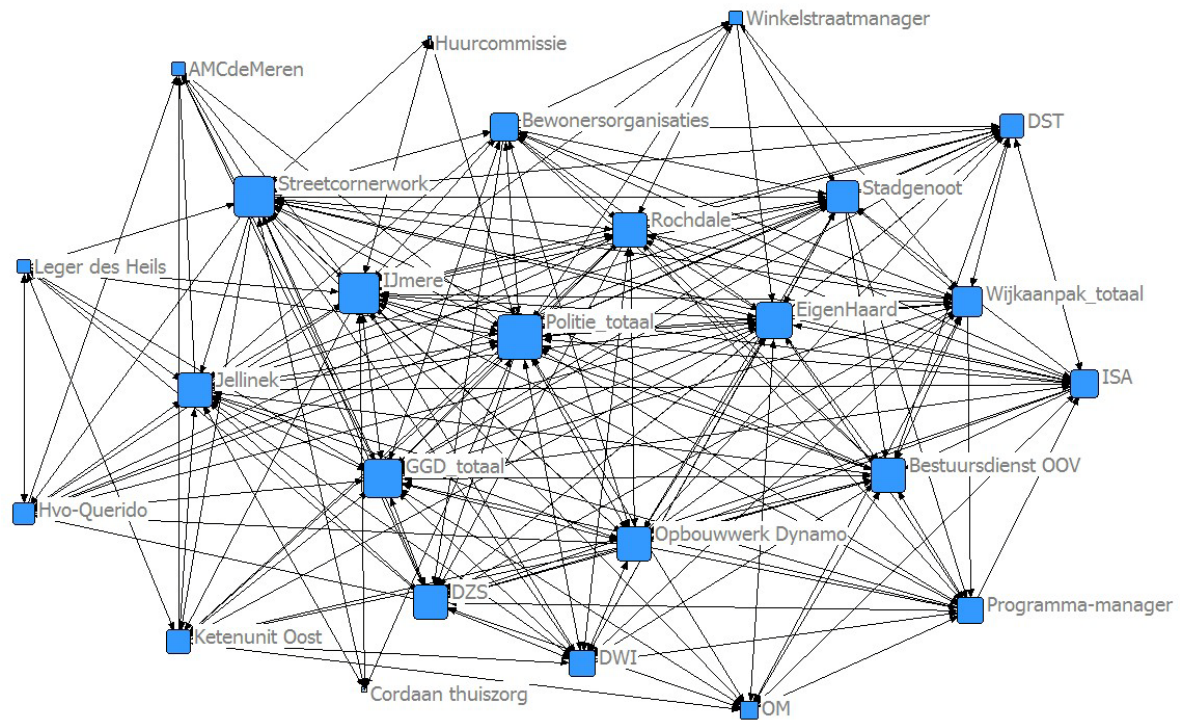 Winkelstraatmanager
Huurcommissie
AMCdeMeren
Bewonersorganisaties
DST
Streetcornerwork
Stadgenoot
Rochdale
Leger des Heils
IJmere
Wijkaanpak_totaal
EigenHaard
Politie_totaal
ISA
Jellinek
GGD_totaal
Bestuursdienst OOV
Hvo-Querido
Opbouwwerk Dynamo
DZS
Programma-manager
Ketenunit Oost
DWI
Cordaan thuiszorg
OM